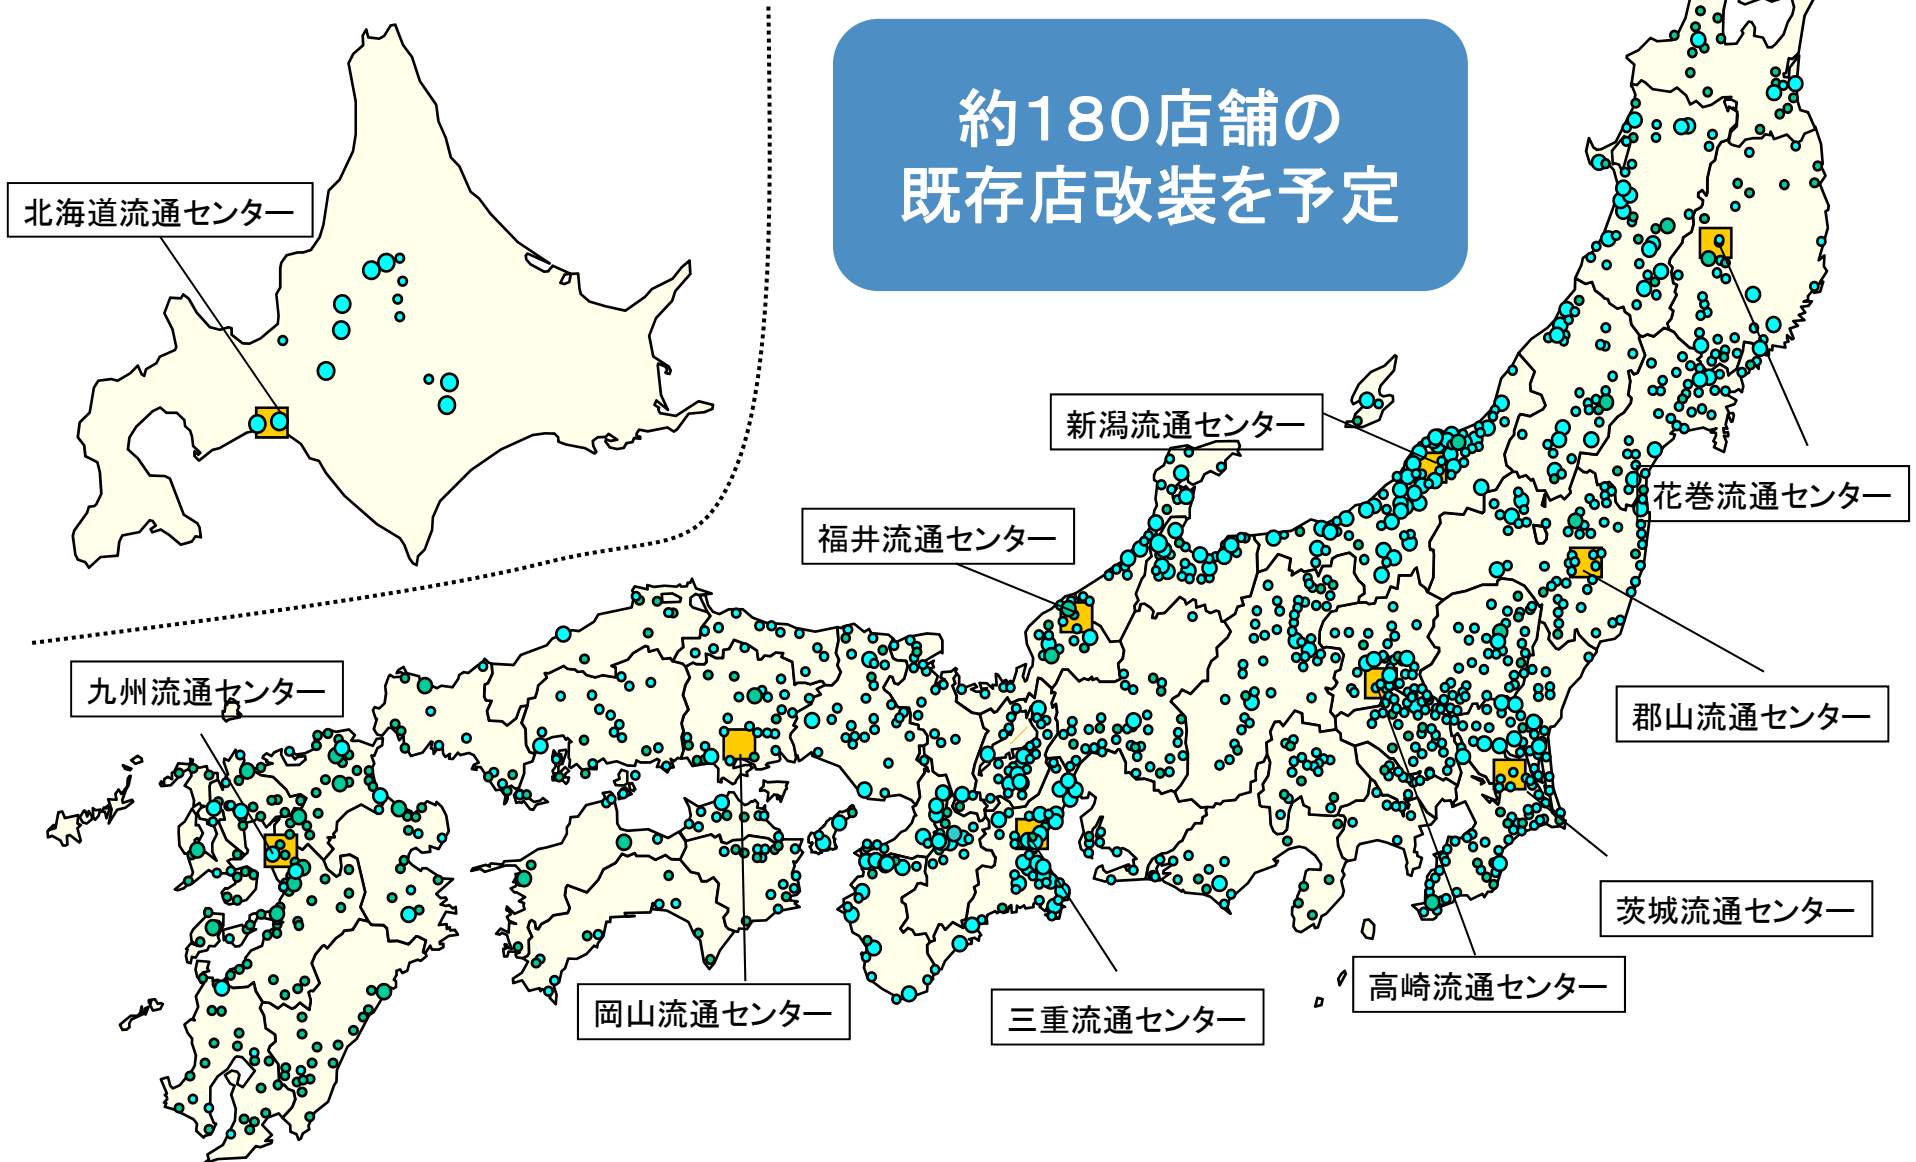 約180店舗の
既存店改装を予定
北海道流通センター
新潟流通センター
花巻流通センター
福井流通センター
九州流通センター
郡山流通センター
茨城流通センター
高崎流通センター
岡山流通センター
三重流通センター